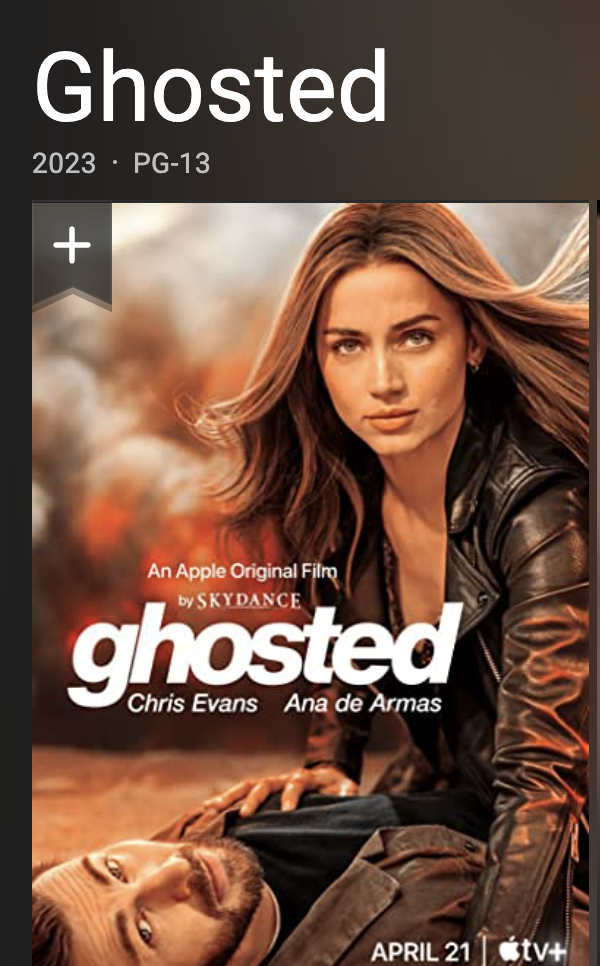 Ghosted
2023 · PG-13
An Apple Original Film
by SKYDANCE
ghosted
Chris Evans Ana de Armas
APRIL 21 | tv+